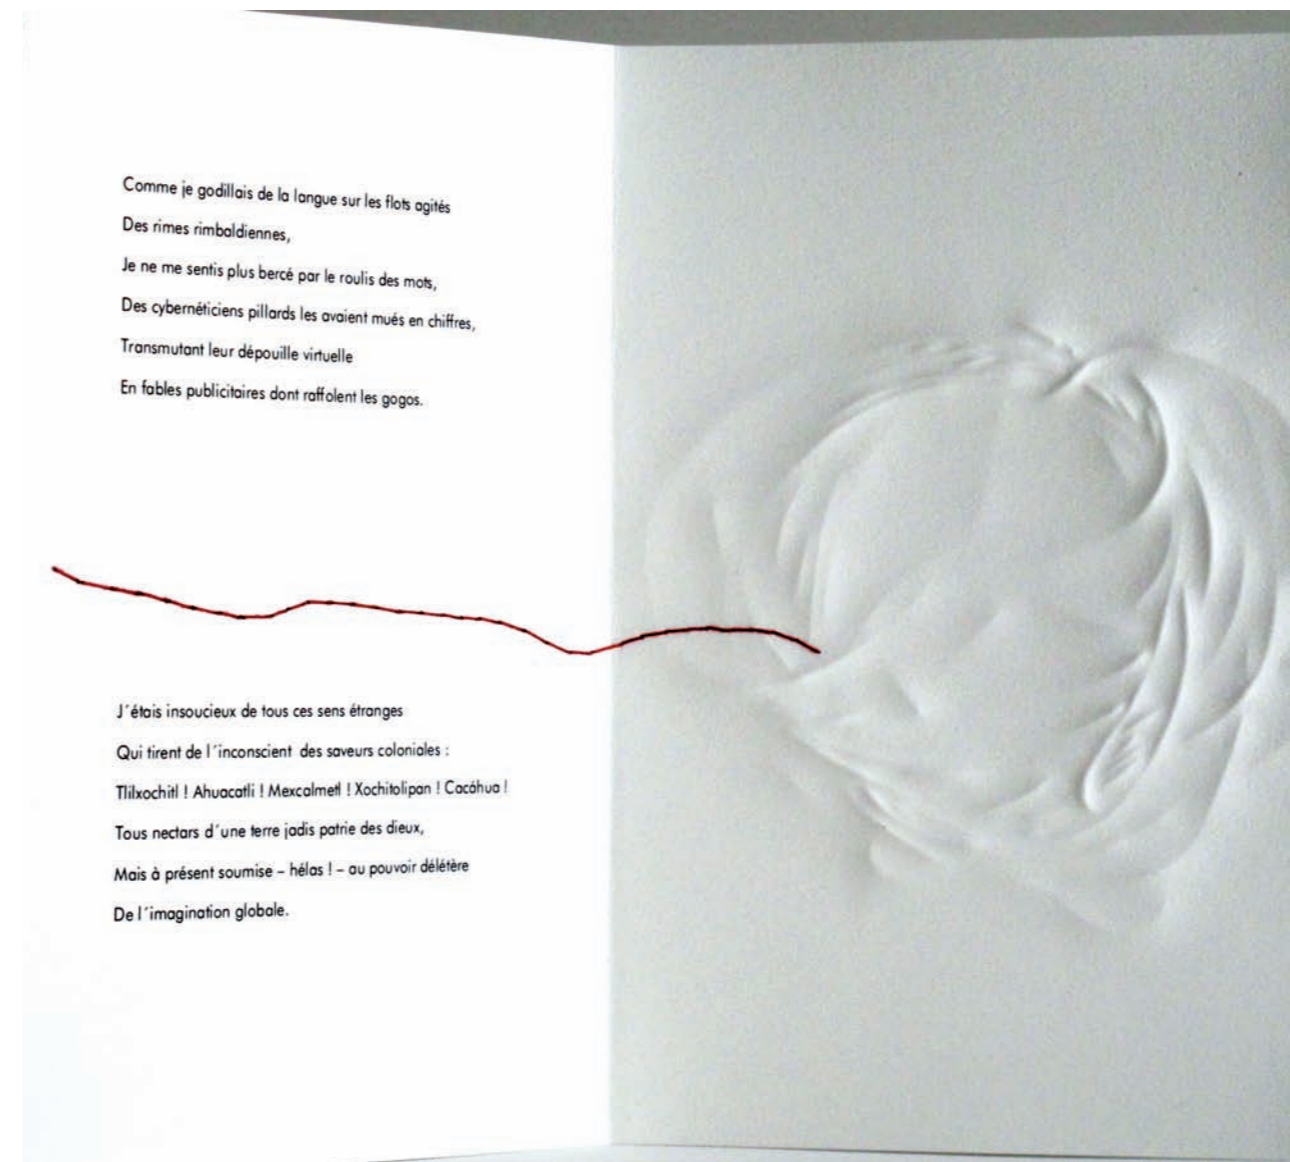 Comme je godillais de la langue sur les flots agités
Des rimes rimbaldiennes,
Je ne me sentis plus bercé par le roulis des mots,
Des cybernéticiens pillards les avaient mués en chiffres,
Transmutant leur dépouille virtuelle
En fables publicitaires dont raffolent les gogos.
J´étais insoucieux de tous ces sens étranges
Qui tirent de l´inconscient des saveurs coloniales :
Tlilxochitl ! Ahuacatli ! Mexcalmetl ! Xochitolipan ! Cacáhua !
Tous nectars d´une terre jadis patrie des dieux,
Mais à présent soumise – hélas ! – au pouvoir délétère
De l´imagination globale.